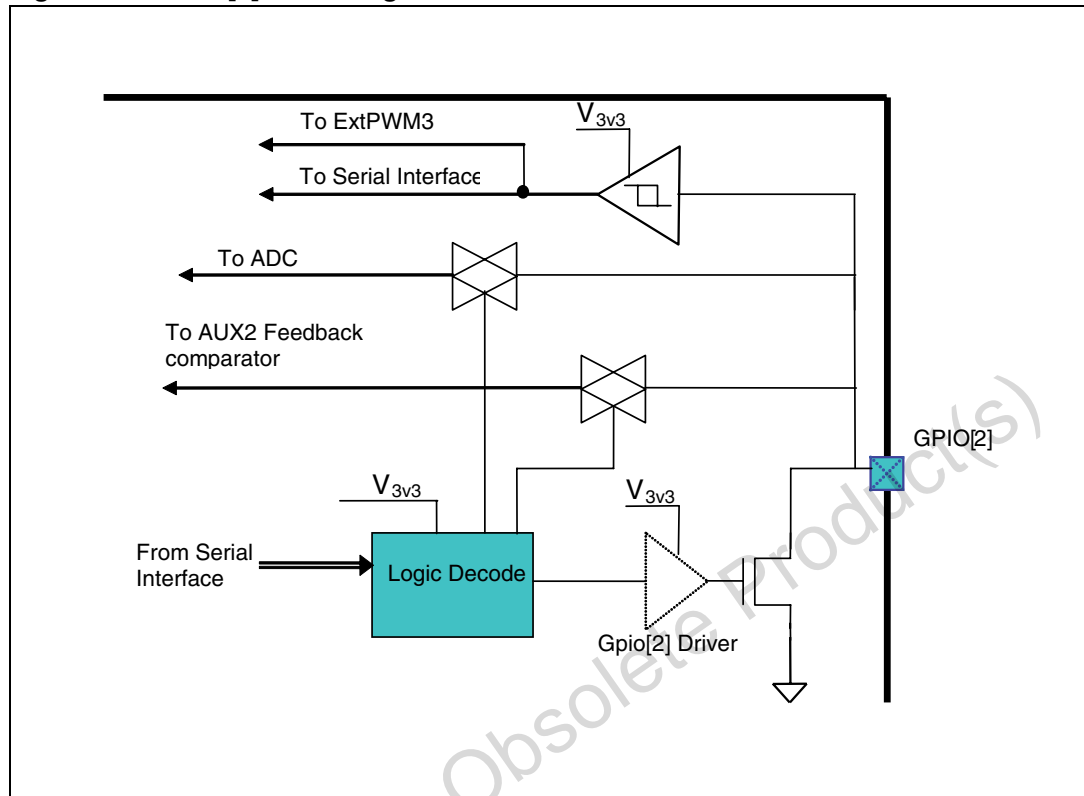 To ExtPWM3
V3v3
To Serial Interface
To ADC
To AUX2 Feedback
comparator
GPIO[2]
V3v3
V3v3
From Serial
Interface
Logic Decode
Gpio[2] Driver
Obsolete Product(s)